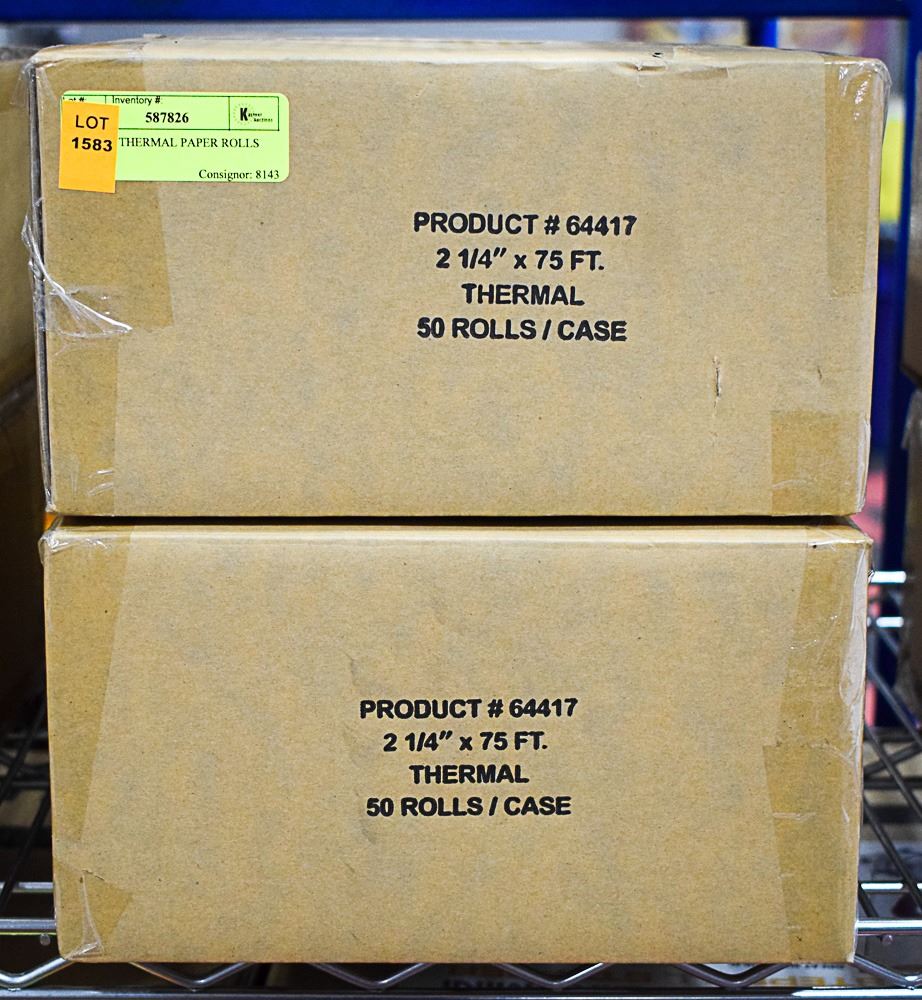 Inventory #:
587826
LOT
1583
THERMAL PAPER ROLLS
Consignor: 8143
PRODUCT # 64417
2 1/4" x 75 FT.
THERMAL
50 ROLLS / CASE
PRODUCT # 64417
2 1/4" x 75 FT.
THERMAL
50 ROLLS / CASE